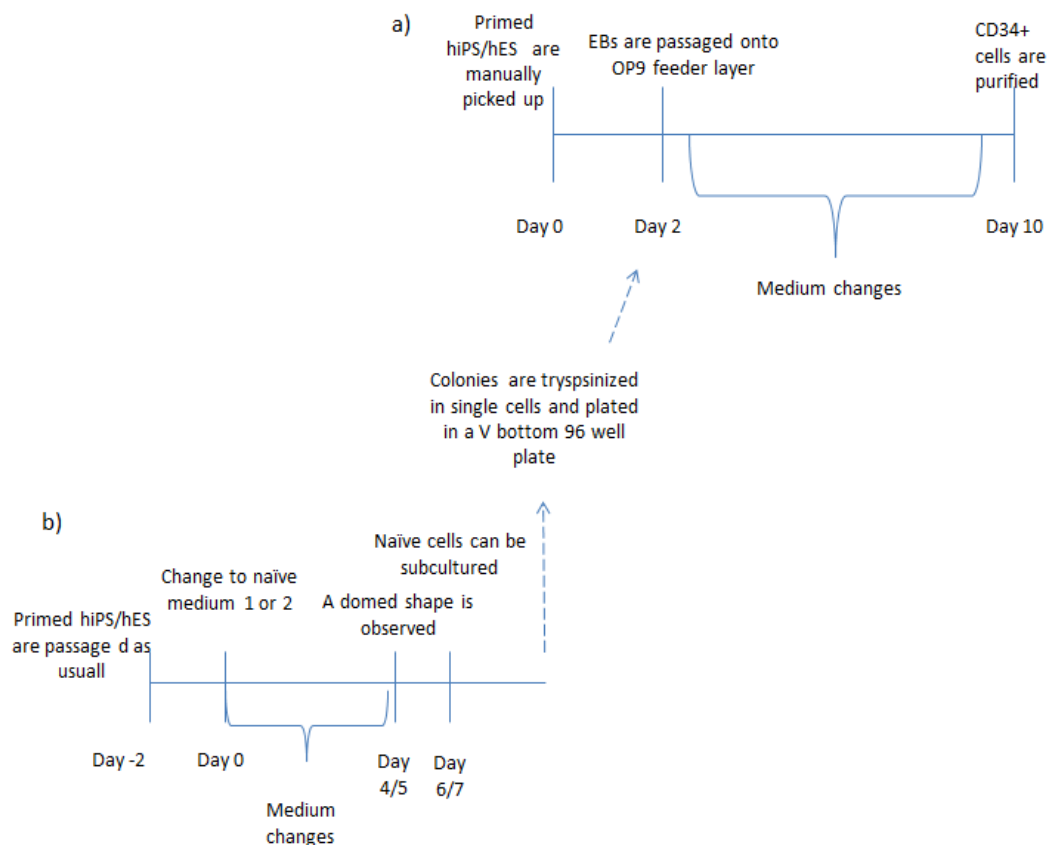 a)
Primed
hiPS/hES are
manually
picked up
EBs are passaged onto
OP9 feeder layer
CD34+
cells are
purified
Day 0
Day 2
Day 10
Medium changes
Colonies are tryspsinized
in single cells and plated
in a V bottom 96 well
plate
b)
Primed hiPS/hES
are passage d as
usuall
Change to naïve
medium 1 or 2
A domed shape is
observed
Naïve cells can be
subcultured
Day -2
Day 0
Day
4/5
Day
6/7
Medium
changes